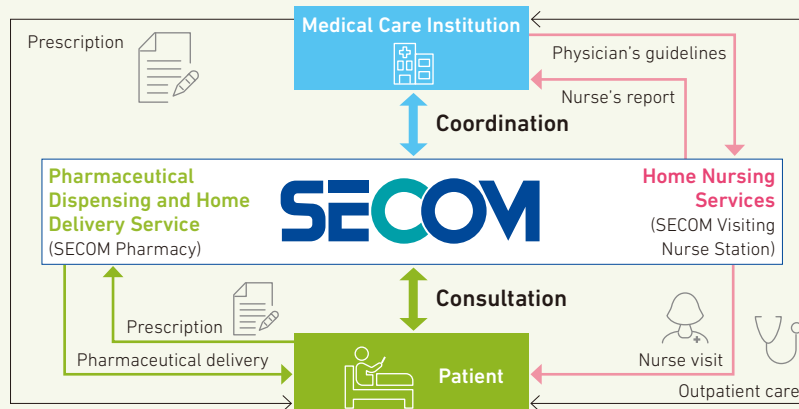 Medical Care Institution
Prescription
Physician’s guidelines
Nurse’s report
Coordination
Pharmaceutical
Dispensing and Home
Delivery Service
(SECOM Pharmacy)
SECOM
Home Nursing
Services
(SECOM Visiting
Nurse Station)
Consultation
Prescription
Pharmaceutical delivery
Patient
Nurse visit
Outpatient care